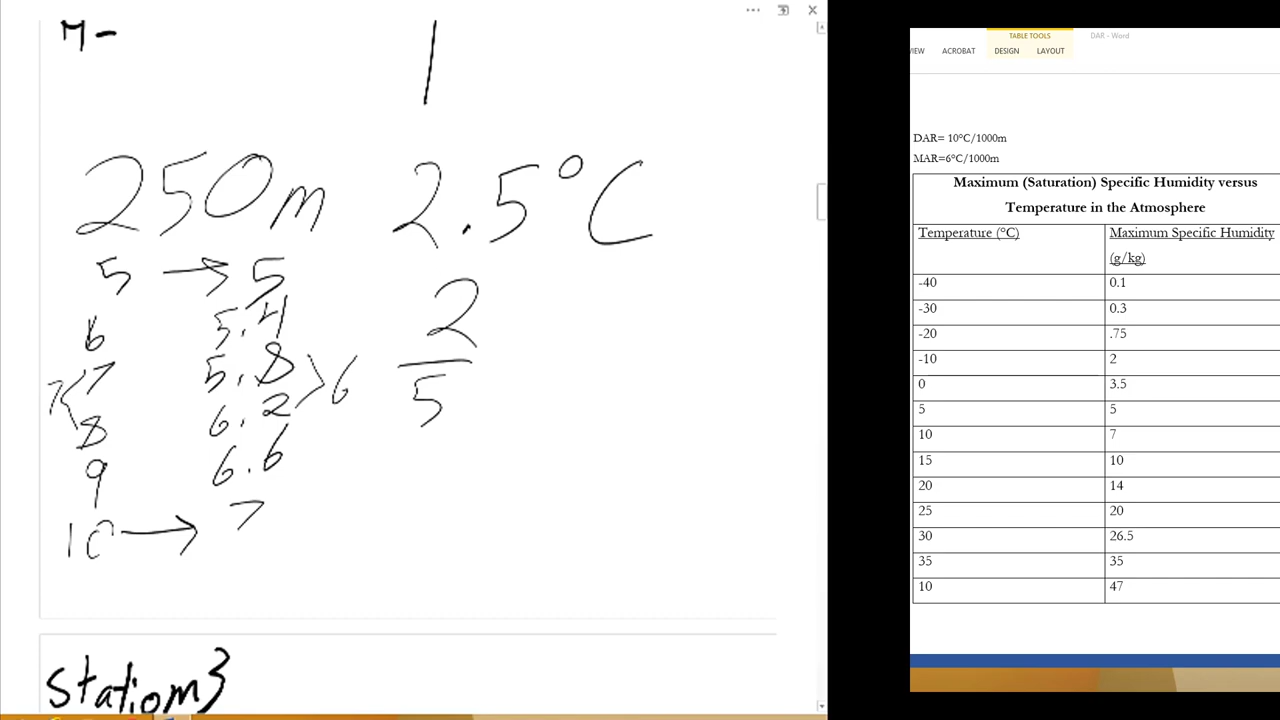 M-
1
250m 2.5°C
5 → 5
6 5.4
7 5.8
7 < > 6
8 6.2
9 6.6
10 → 7
2
5
Station 3
TABLE TOOLS DAR - Word
IEW ACROBAT DESIGN LAYOUT
DAR= 10°C/1000m
MAR=6°C/1000m
Maximum (Saturation) Specific Humidity versus
Temperature in the Atmosphere
Temperature (°C) Maximum Specific Humidity
(g/kg)
-40 0.1
-30 0.3
-20 .75
-10 2
0 3.5
5 5
10 7
15 10
20 14
25 20
30 26.5
35 35
10 47